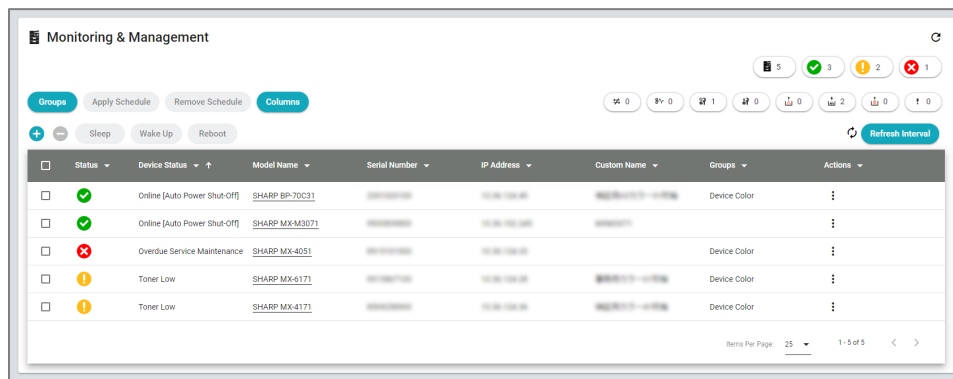 Monitoring & Management
5 3 2 1
Groups Apply Schedule Remove Schedule Columns 0 0 1 0 0 2 0 0
Sleep Wake Up Reboot Refresh Interval
Status Device Status Model Name Serial Number IP Address Custom Name Groups Actions
Online [Auto Power Shut-Off] SHARP BP-70C31 Device Color
Online [Auto Power Shut-Off] SHARP MX-M3071
Overdue Service Maintenance SHARP MX-4051 Device Color
Toner Low SHARP MX-6171 Device Color
Toner Low SHARP MX-4171 Device Color
Items Per Page: 25 1 - 5 of 5